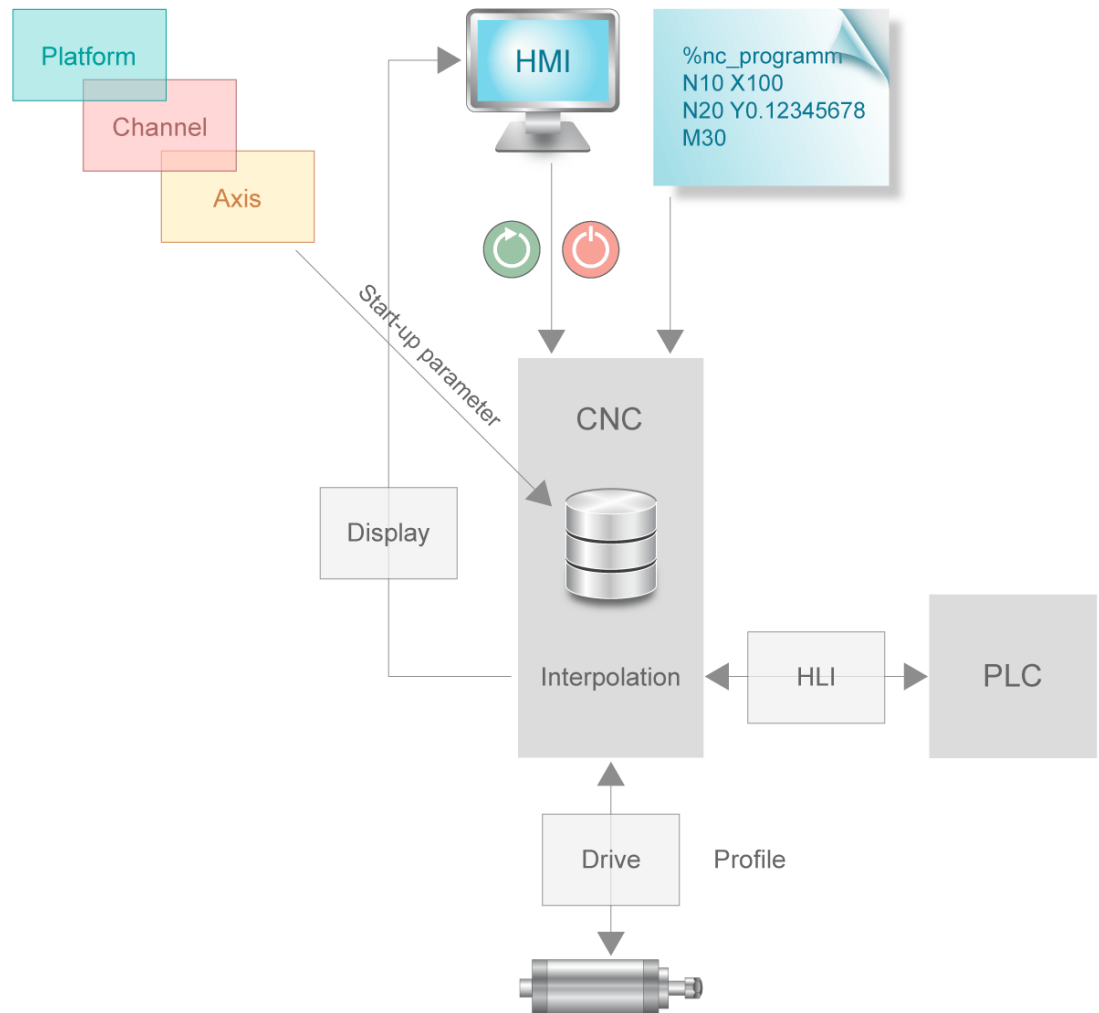 Platform
Channel
Axis
HMI
%nc_programm
N10 X100
N20 Y0.12345678
M30
Start-up parameter
CNC
Display
Interpolation
HLI
PLC
Drive
Profile